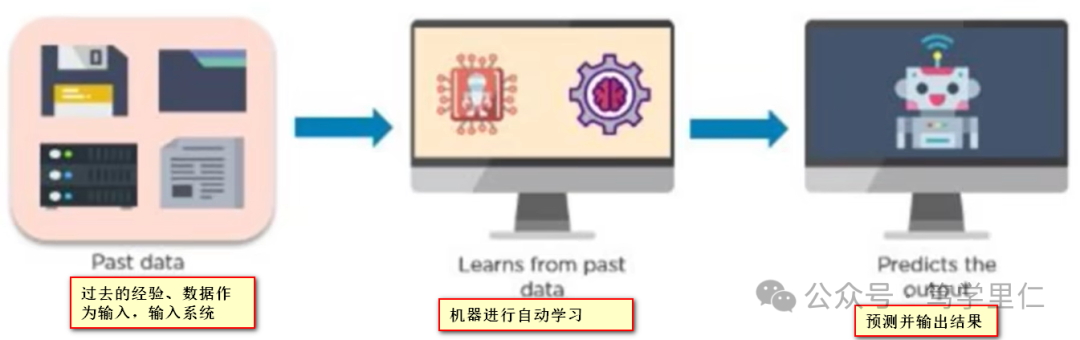 Past data
过去的经验、数据作
为输入，输入系统
Learns from past
data
机器进行自动学习
Predicts the
output
公众号·笃学里仁
预测并输出结果